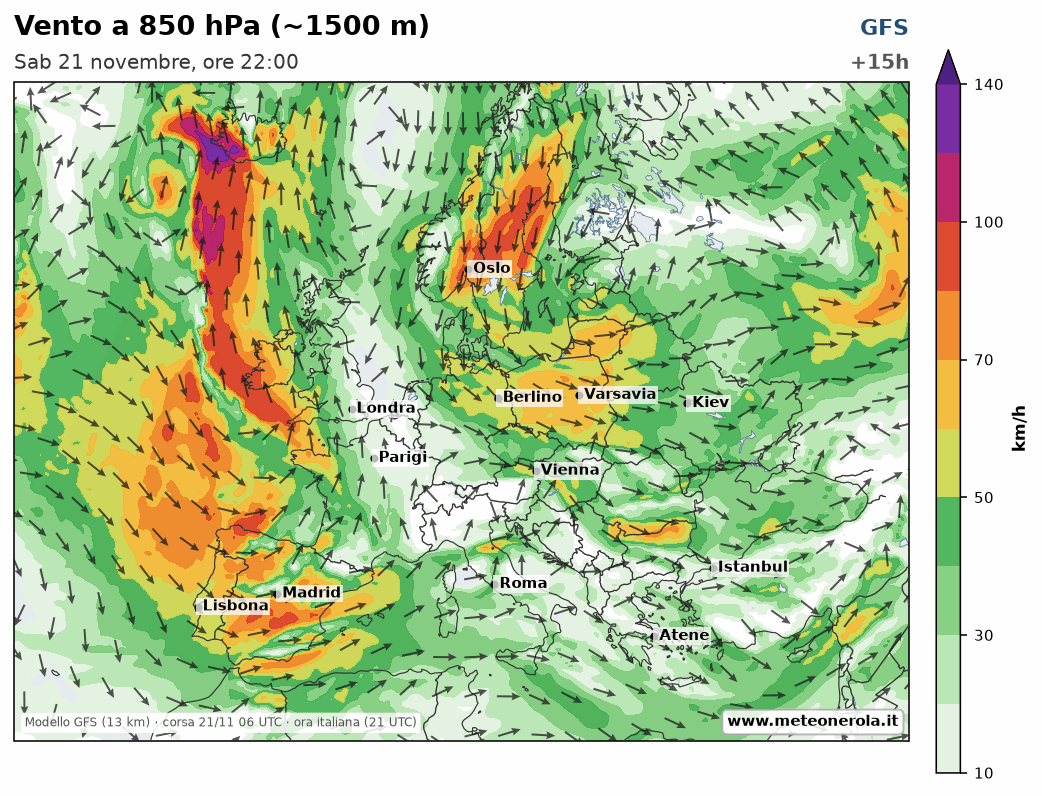 Vento a 850 hPa (~1500 m)
GFS
Sab 21 novembre, ore 22:00
+15h
140
100
70
50
30
10
km/h
Oslo
Londra
Berlino
Varsavia
Kiev
Parigi
Vienna
Istanbul
Roma
Madrid
Lisbona
Atene
Modello GFS (13 km) · corsa 21/11 06 UTC · ora italiana (21 UTC)
www.meteonerola.it